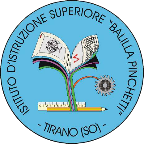 ISTITUTO D'ISTRUZIONE SUPERIORE "BALILLA PINCHETTI"
- TIRANO (SO) -